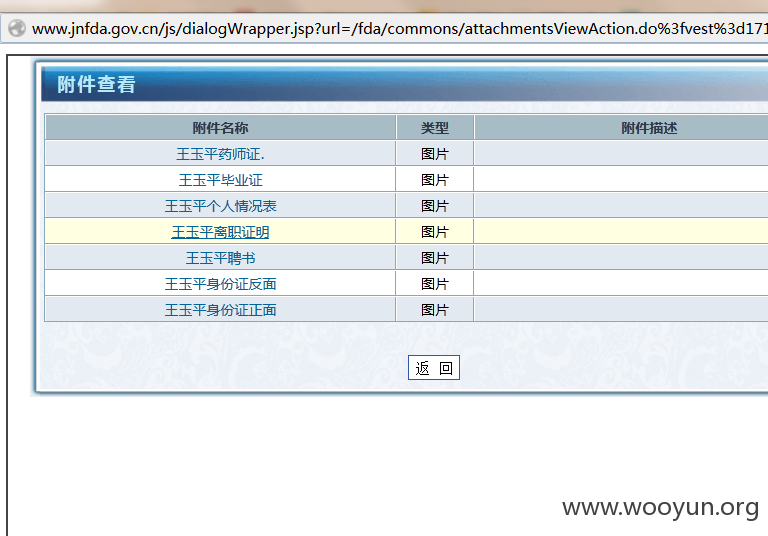 www.jnfda.gov.cn/js/dialogWrapper.jsp?url=/fda/commons/attachmentsViewAction.do%3fvest%3d171
附件查看
附件名称 类型 附件描述
王玉平药师证. 图片
王玉平毕业证 图片
王玉平个人情况表 图片
王玉平离职证明 图片
王玉平聘书 图片
王玉平身份证反面 图片
王玉平身份证正面 图片
返 回
www.wooyun.org